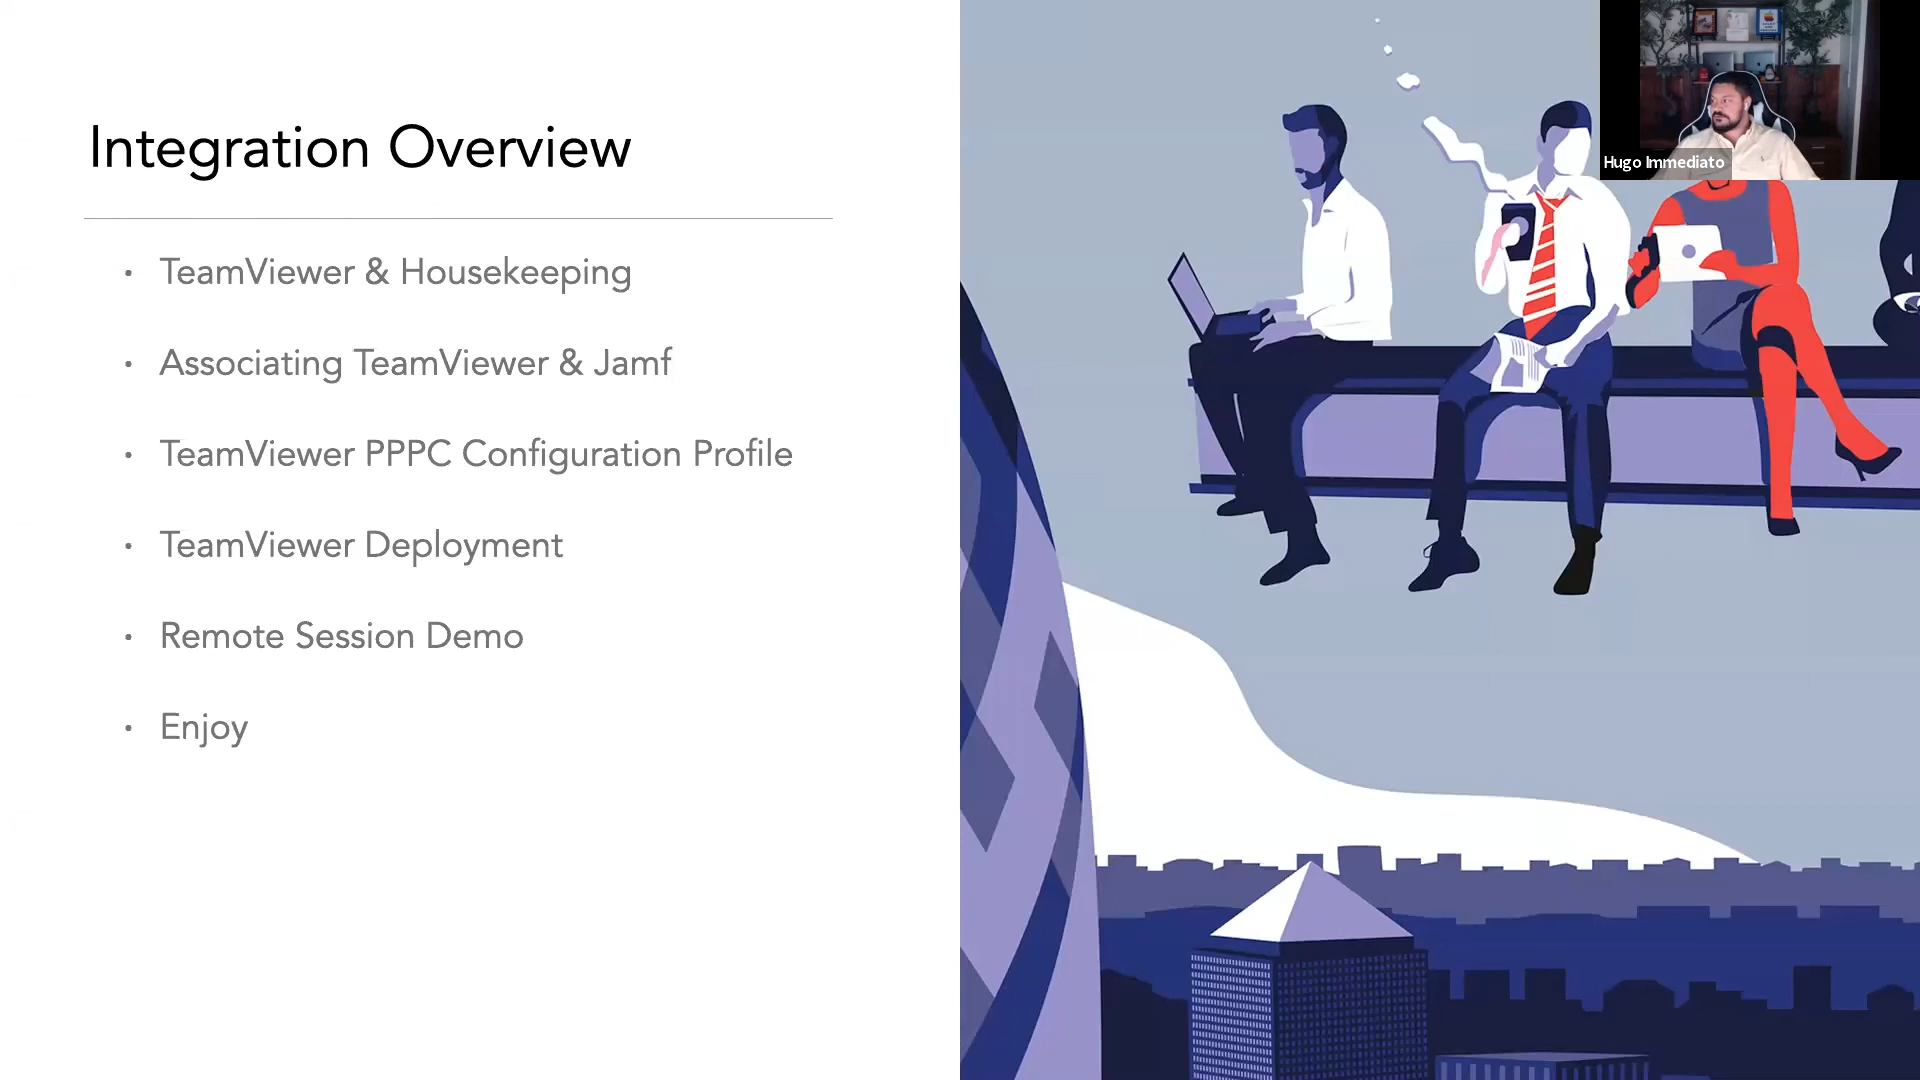 Integration Overview
• TeamViewer & Housekeeping
• Associating TeamViewer & Jamf
• TeamViewer PPPC Configuration Profile
• TeamViewer Deployment
• Remote Session Demo
• Enjoy
Hugo Immediato